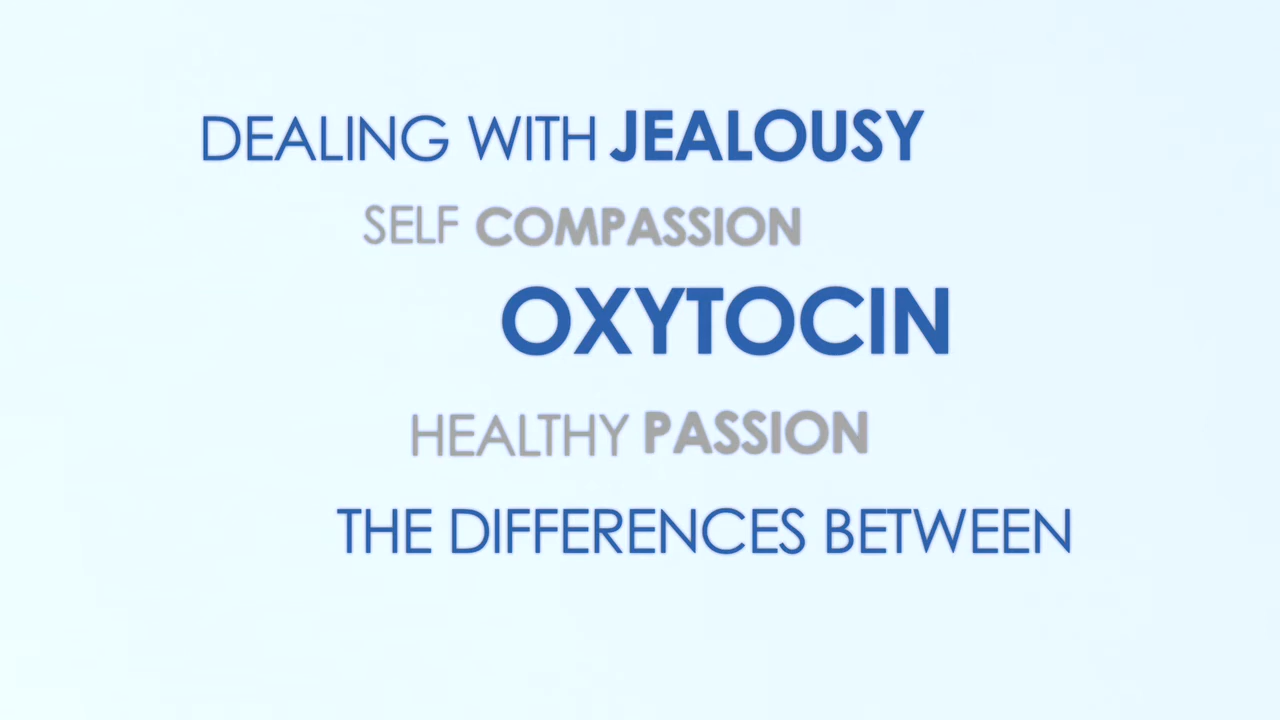 DEALING WITH JEALOUSY
SELF COMPASSION
OXYTOCIN
HEALTHY PASSION
THE DIFFERENCES BETWEEN